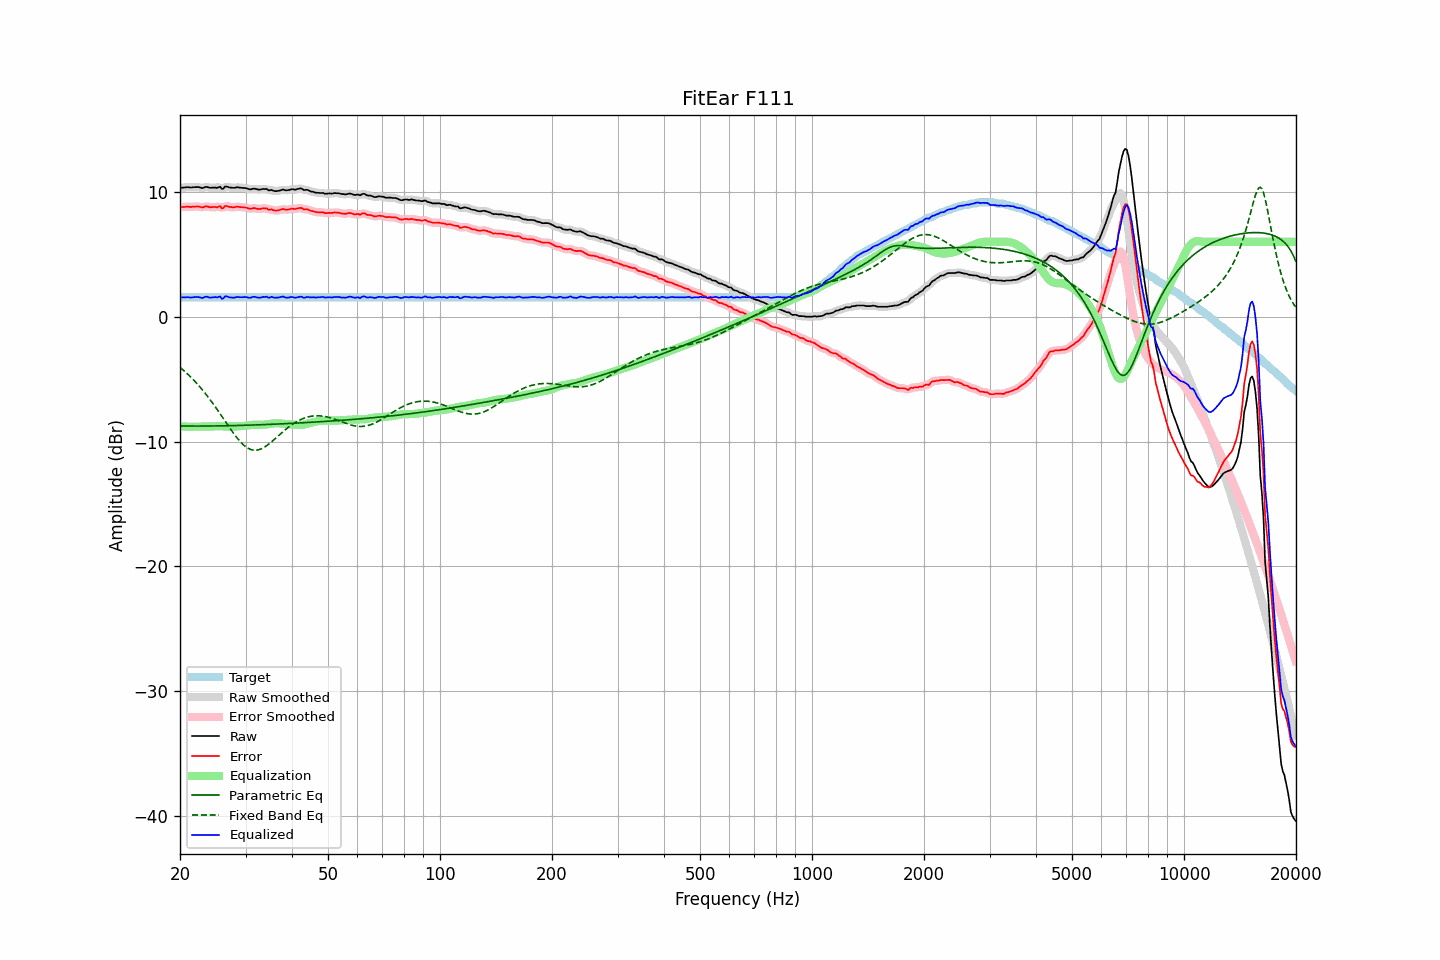 FitEar F111
Amplitude (dBr)
10
0
−10
−20
−30
−40
Target
Raw Smoothed
Error Smoothed
Raw
Error
Equalization
Parametric Eq
Fixed Band Eq
Equalized
20 50 100 200 500 1000 2000 5000 10000 20000
Frequency (Hz)